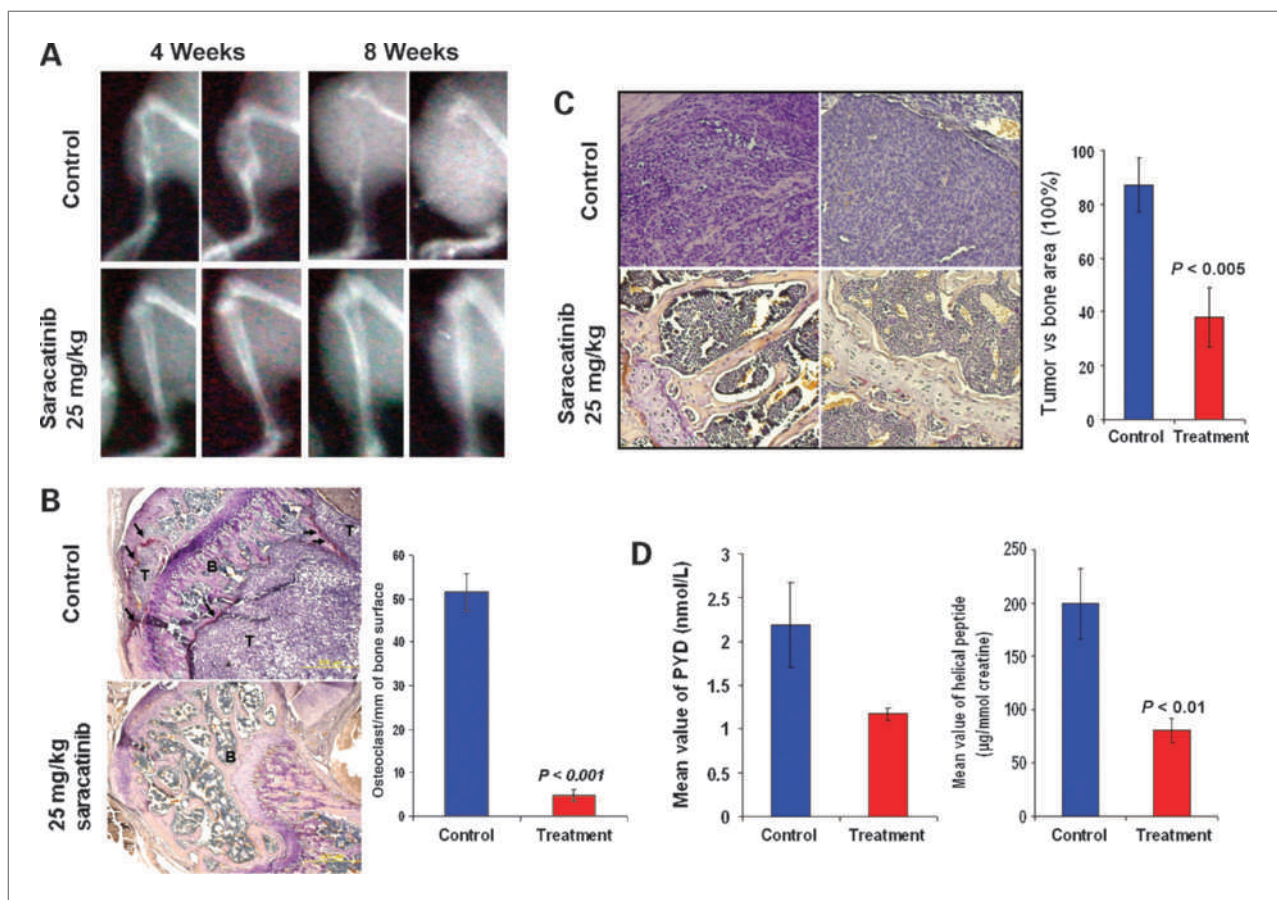 A
4 Weeks
8 Weeks
Control
Saracatinib
25 mg/kg
B
Control
T
T
B
T
25 mg/kg
saracatinib
B
Osteoclast/mm of bone surface
60
50
40
30
20
10
0
P < 0.001
Control
Treatment
C
Control
Saracatinib
25 mg/kg
Tumor vs bone area (100%)
100
80
60
40
20
0
P < 0.005
Control
Treatment
D
Mean value of PYD (nmol/L)
3
2.5
2
1.5
1
0.5
0
Control
Treatment
Mean value of helical peptide
(µg/mmol creatine)
250
200
150
100
50
0
P < 0.01
Control
Treatment